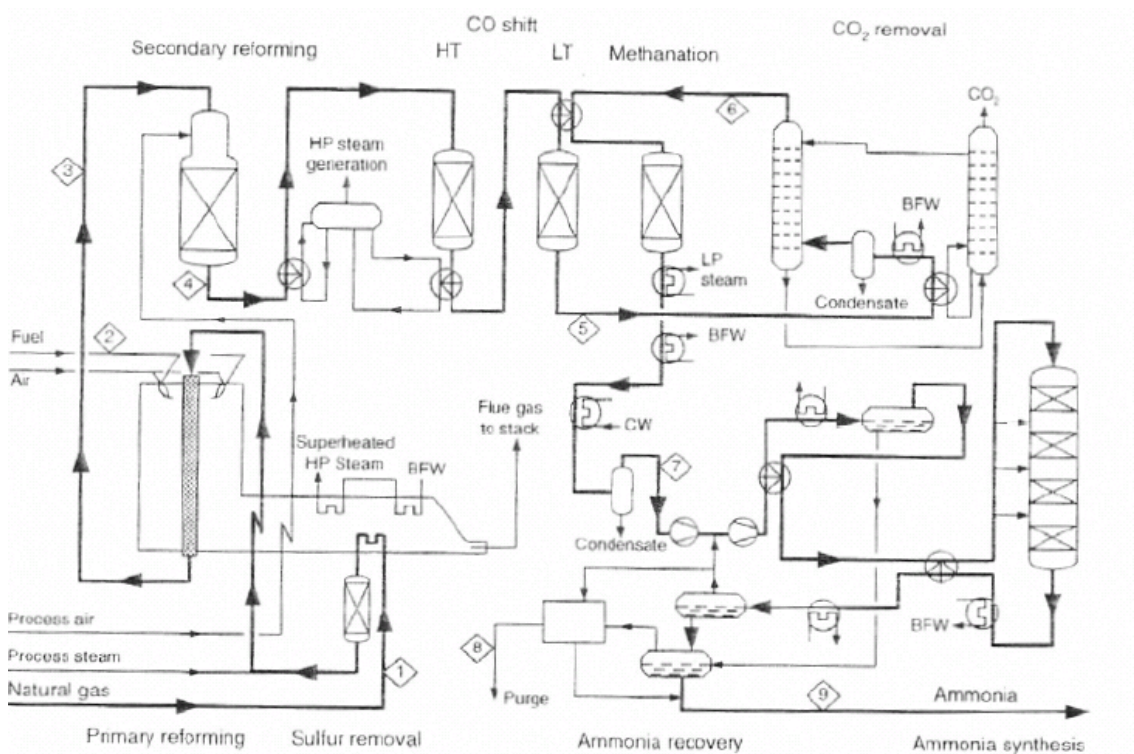 CO shift
CO₂ removal
Secondary reforming
HT
LT
Methanation
6
CO₂
3
HP steam
generation
BFW
4
LP
steam
Condensate
5
Fuel
2
BFW
Air
Flue gas
to stack
CW
Superheated
HP Steam
BFW
7
Condensate
Process air
BFW
Process steam
8
1
Natural gas
Purge
9
Ammonia
Primary reforming
Sulfur removal
Ammonia recovery
Ammonia synthesis